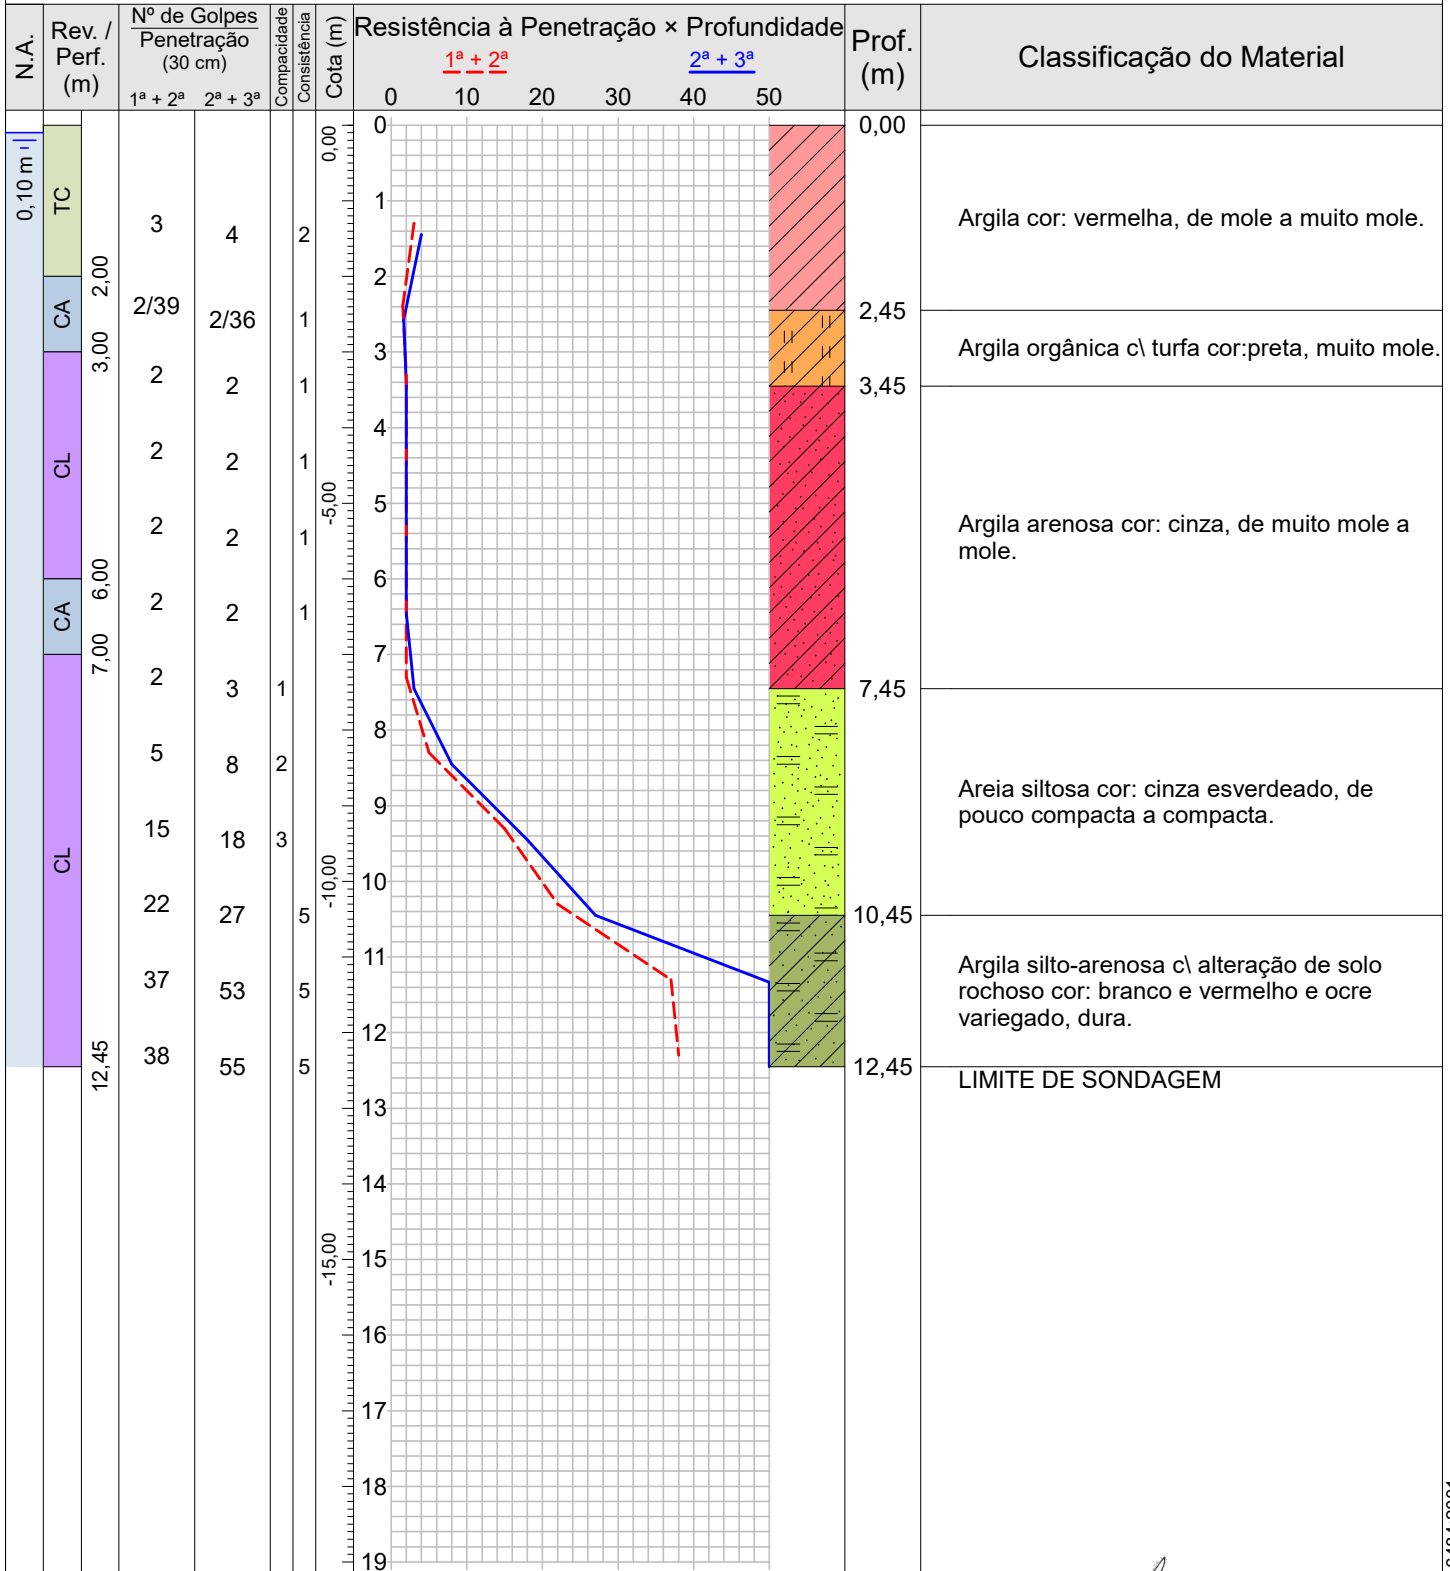 N.A.
Rev. /
Perf.
(m)
Nº de Golpes
Penetração
(30 cm)
1ª + 2ª 2ª + 3ª
Compacidade
Consistência
Cota (m)
Resistência à Penetração × Profundidade
1ª + 2ª 2ª + 3ª
0 10 20 30 40 50
Prof.
(m)
Classificação do Material
0,10 m
TC
2,00
CA
3,00
CL
6,00
CA
7,00
CL
12,45
3 4 2
2/39 2/36 1
2 2 1
2 2 1
2 2 1
2 2 1
2 3 1
5 8 2
15 18 3
22 27 5
37 53 5
38 55 5
0,00
-5,00
-10,00
-15,00
0
1
2
3
4
5
6
7
8
9
10
11
12
13
14
15
16
17
18
19
0,00
2,45
3,45
7,45
10,45
12,45
Argila cor: vermelha, de mole a muito mole.
Argila orgânica c\ turfa cor:preta, muito mole.
Argila arenosa cor: cinza, de muito mole a
mole.
Areia siltosa cor: cinza esverdeado, de
pouco compacta a compacta.
Argila silto-arenosa c\ alteração de solo
rochoso cor: branco e vermelho e ocre
variegado, dura.
LIMITE DE SONDAGEM